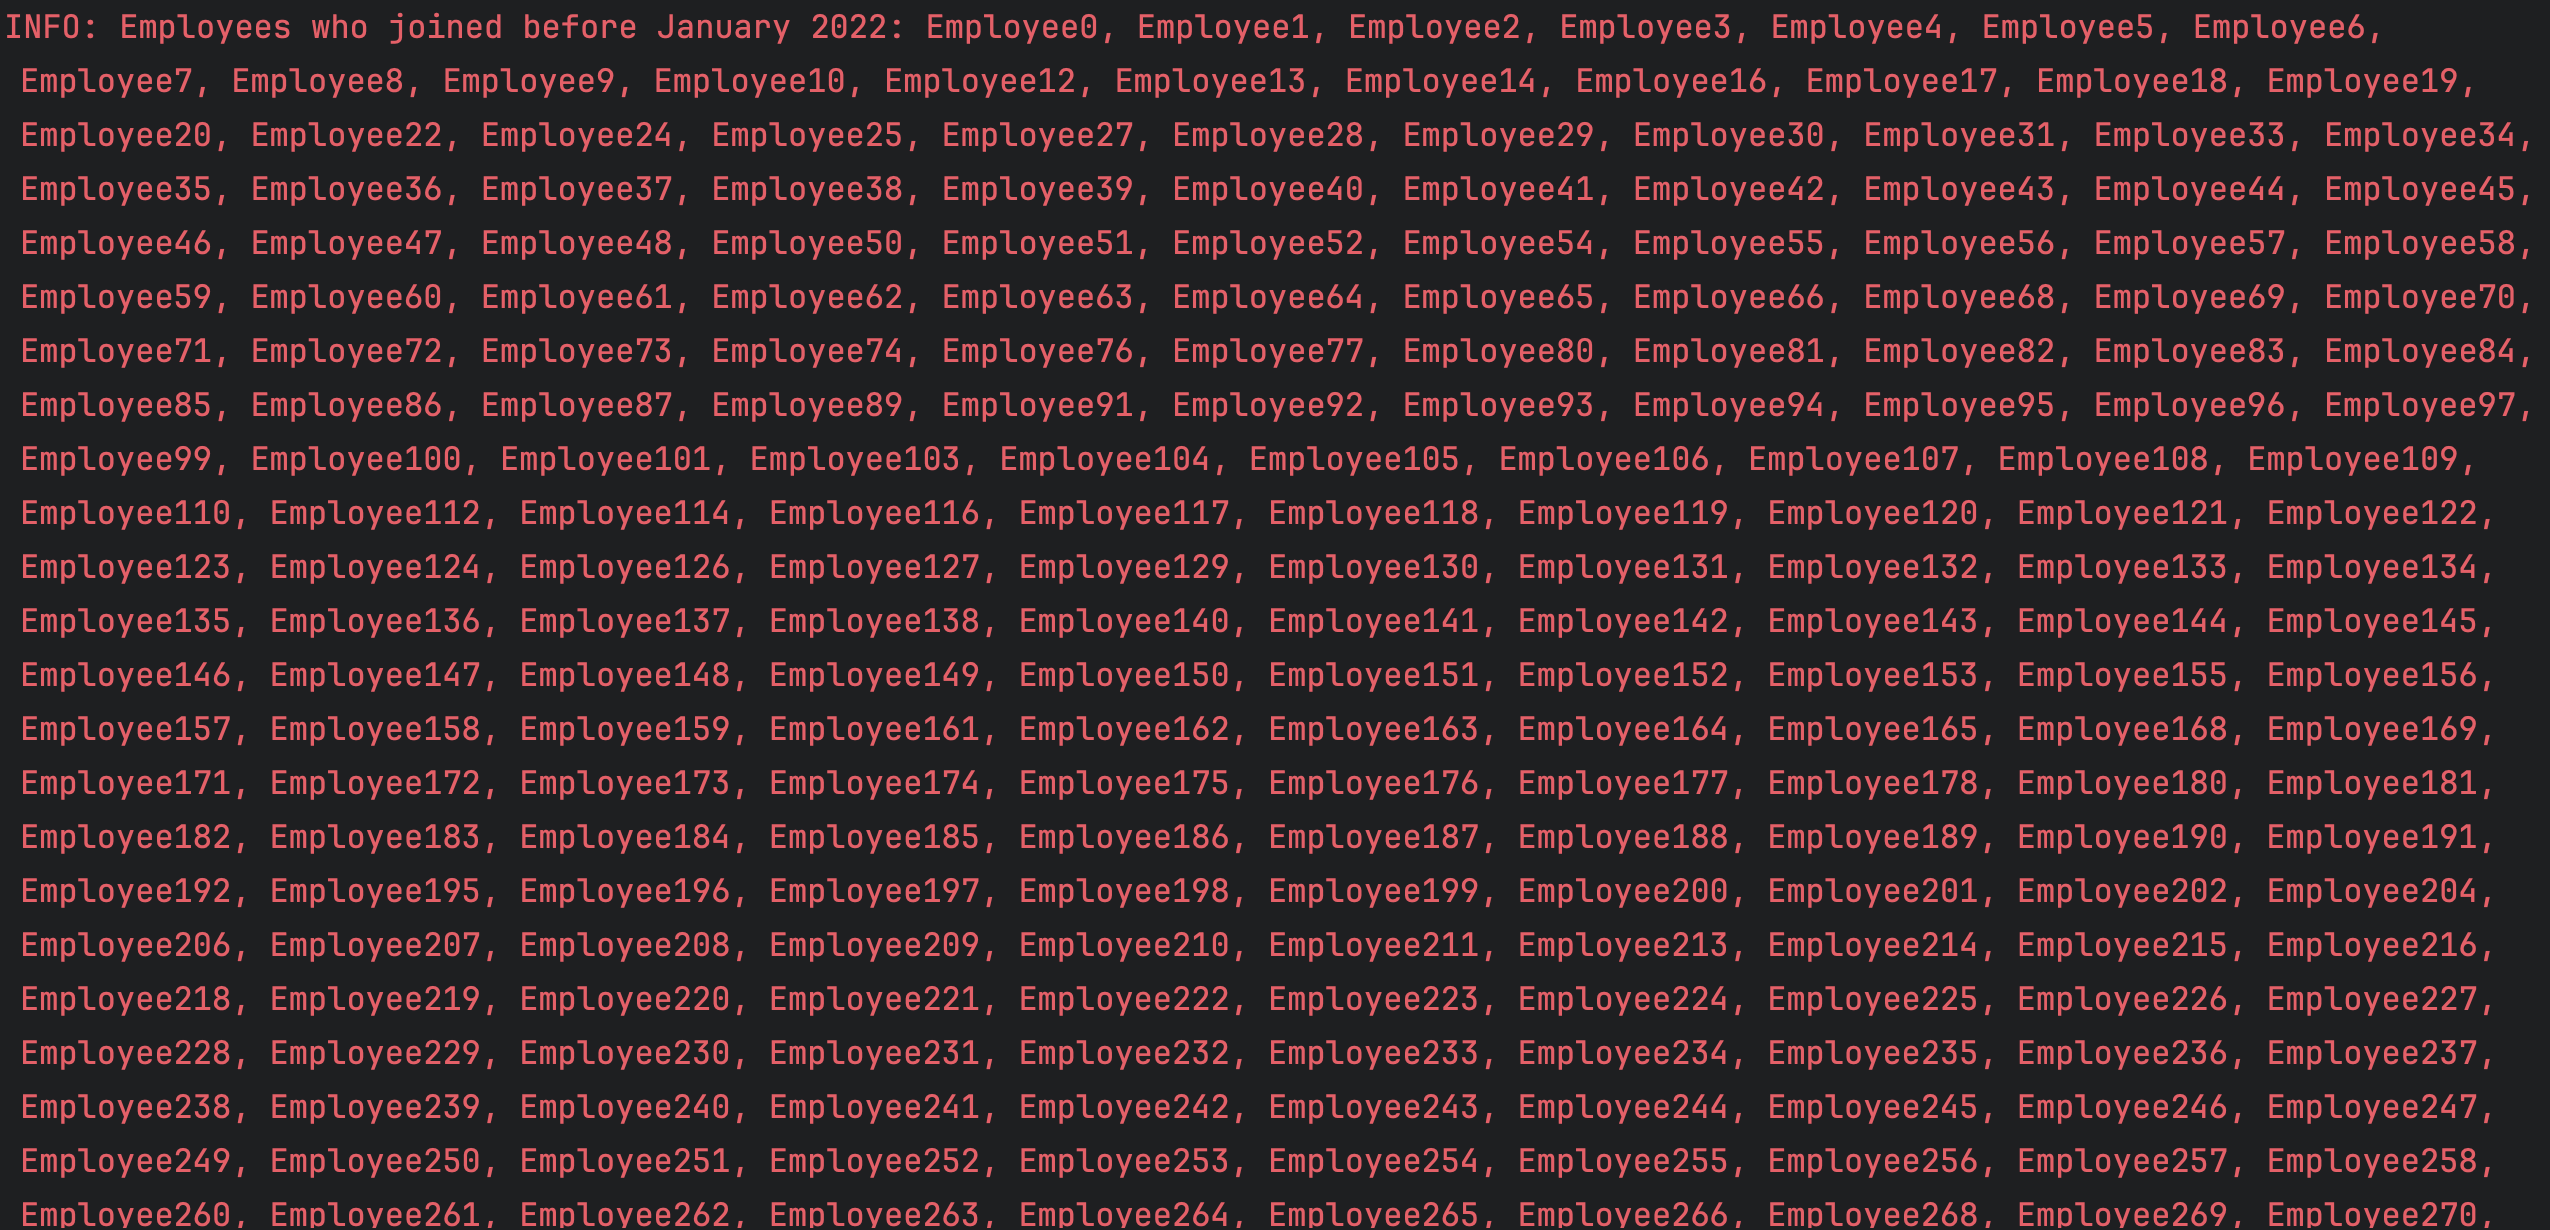 INFO: Employees who joined before January 2022: Employee0, Employee1, Employee2, Employee3, Employee4, Employee5, Employee6,
Employee7, Employee8, Employee9, Employee10, Employee12, Employee13, Employee14, Employee16, Employee17, Employee18, Employee19,
Employee20, Employee22, Employee24, Employee25, Employee27, Employee28, Employee29, Employee30, Employee31, Employee33, Employee34,
Employee35, Employee36, Employee37, Employee38, Employee39, Employee40, Employee41, Employee42, Employee43, Employee44, Employee45,
Employee46, Employee47, Employee48, Employee50, Employee51, Employee52, Employee54, Employee55, Employee56, Employee57, Employee58,
Employee59, Employee60, Employee61, Employee62, Employee63, Employee64, Employee65, Employee66, Employee68, Employee69, Employee70,
Employee71, Employee72, Employee73, Employee74, Employee76, Employee77, Employee80, Employee81, Employee82, Employee83, Employee84,
Employee85, Employee86, Employee87, Employee89, Employee91, Employee92, Employee93, Employee94, Employee95, Employee96, Employee97,
Employee99, Employee100, Employee101, Employee103, Employee104, Employee105, Employee106, Employee107, Employee108, Employee109,
Employee110, Employee112, Employee114, Employee116, Employee117, Employee118, Employee119, Employee120, Employee121, Employee122,
Employee123, Employee124, Employee126, Employee127, Employee129, Employee130, Employee131, Employee132, Employee133, Employee134,
Employee135, Employee136, Employee137, Employee138, Employee140, Employee141, Employee142, Employee143, Employee144, Employee145,
Employee146, Employee147, Employee148, Employee149, Employee150, Employee151, Employee152, Employee153, Employee155, Employee156,
Employee157, Employee158, Employee159, Employee161, Employee162, Employee163, Employee164, Employee165, Employee168, Employee169,
Employee171, Employee172, Employee173, Employee174, Employee175, Employee176, Employee177, Employee178, Employee180, Employee181,
Employee182, Employee183, Employee184, Employee185, Employee186, Employee187, Employee188, Employee189, Employee190, Employee191,
Employee192, Employee195, Employee196, Employee197, Employee198, Employee199, Employee200, Employee201, Employee202, Employee204,
Employee206, Employee207, Employee208, Employee209, Employee210, Employee211, Employee213, Employee214, Employee215, Employee216,
Employee218, Employee219, Employee220, Employee221, Employee222, Employee223, Employee224, Employee225, Employee226, Employee227,
Employee228, Employee229, Employee230, Employee231, Employee232, Employee233, Employee234, Employee235, Employee236, Employee237,
Employee238, Employee239, Employee240, Employee241, Employee242, Employee243, Employee244, Employee245, Employee246, Employee247,
Employee249, Employee250, Employee251, Employee252, Employee253, Employee254, Employee255, Employee256, Employee257, Employee258,
Employee260, Employee261, Employee262, Employee263, Employee264, Employee265, Employee266, Employee268, Employee269, Employee270,